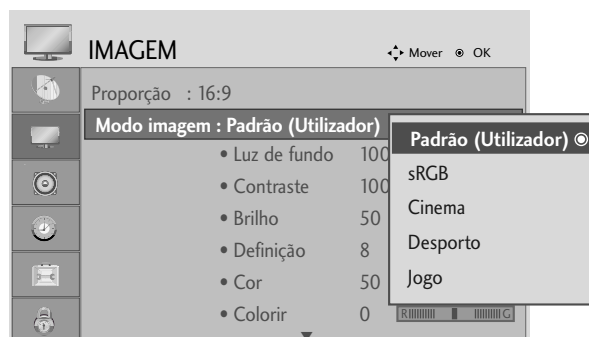 IMAGEM Mover OK
Proporção : 16:9
Modo imagem : Padrão (Utilizador)
• Luz de fundo 100
• Contraste 100
• Brilho 50
• Definição 8
• Cor 50
• Colorir 0 R G
Padrão (Utilizador)
sRGB
Cinema
Desporto
Jogo